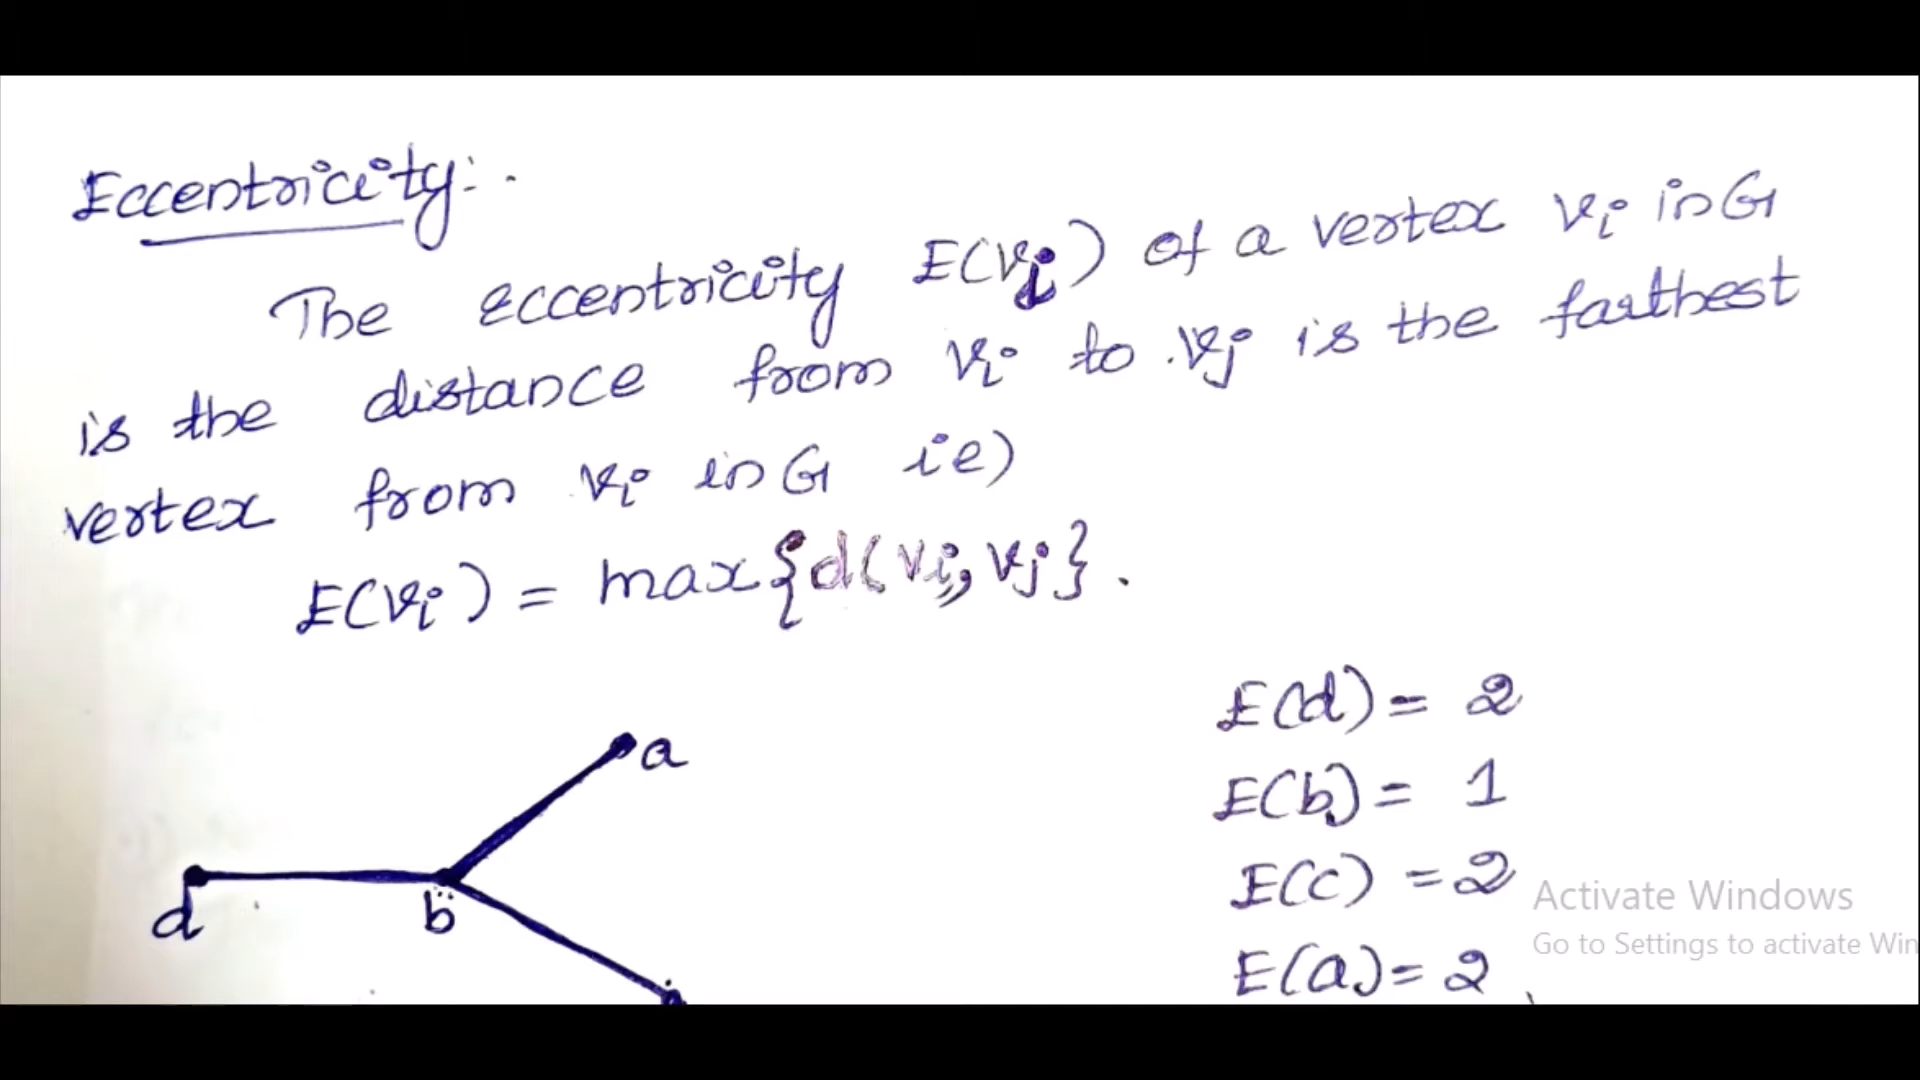 Eccentricity:-
The eccentricity E(vi) of a vertex vi in G
is the distance from vi to vj is the farthest
vertex from vi in G ie)
E(vi) = max{d(vi, vj}.
a
d
b
E(d) = 2
E(b) = 1
E(c) = 2
E(a) = 2
Activate Windows
Go to Settings to activate Win